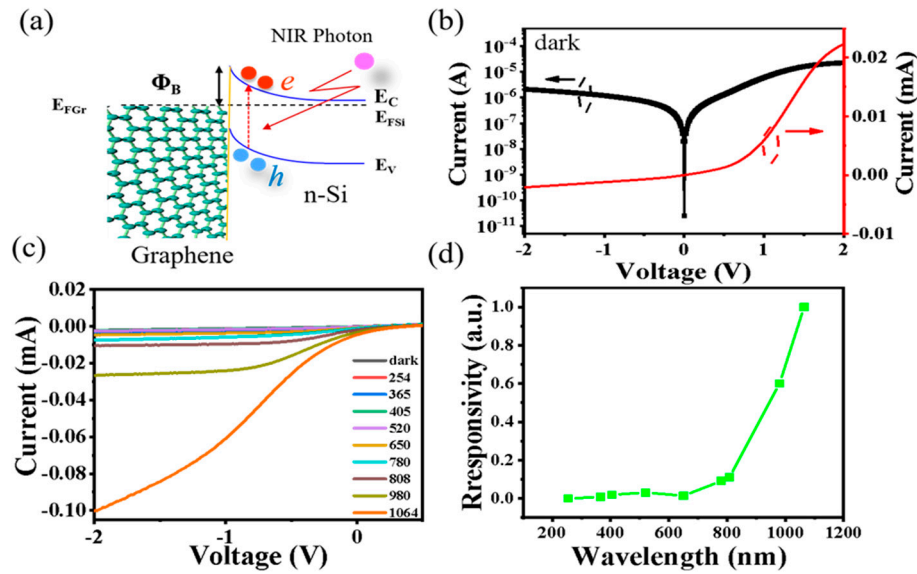 (a)
NIR Photon
Φ_B
e
E_C
E_FGr
E_FSi
E_V
h
n-Si
Graphene
(b)
dark
Current (A)
10^-4
10^-5
10^-6
10^-7
10^-8
10^-9
10^-10
10^-11
-2
-1
0
1
2
Voltage (V)
0.02
0.01
0.00
-0.01
Current (mA)
(c)
Current (mA)
0.02
0.00
-0.02
-0.04
-0.06
-0.08
-0.10
dark
254
365
405
520
650
780
808
980
1064
-2
-1
0
Voltage (V)
(d)
Rresponsivity (a.u.)
1.0
0.8
0.6
0.4
0.2
0.0
200
400
600
800
1000
1200
Wavelength (nm)